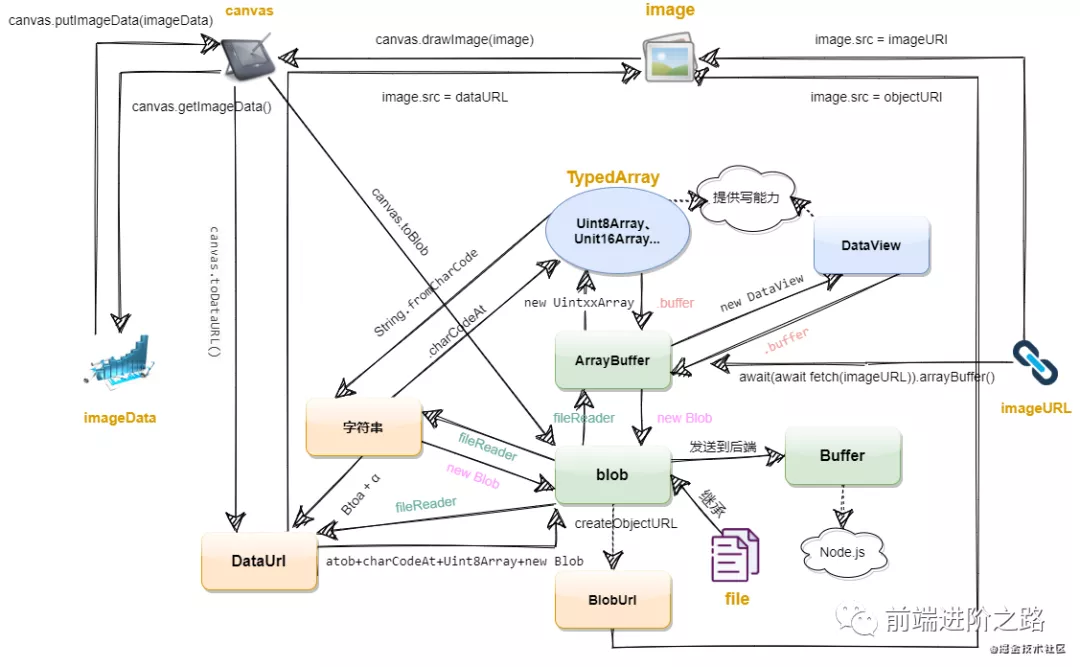 canvas
image
canvas.putImageData(imageData)
canvas.drawImage(image)
image.src = imageURI
canvas.getImageData()
image.src = dataURL
image.src = objectURI
TypedArray
提供写能力
Uint8Array、
Unit16Array...
DataView
canvas.toBlob
canvas.toDataURL()
String.fromCharCode
.charCodeAt
new UintxxArray
.buffer
new DataView
.buffer
ArrayBuffer
await(await fetch(imageURL)).arrayBuffer()
imageData
imageURL
字符串
fileReader
new Blob
fileReader
new Blob
发送到后端
Buffer
blob
Btoa + α
fileReader
继承
createObjectURL
Node.js
DataUrl
atob+charCodeAt+Uint8Array+new Blob
BlobUrl
file
前端进阶之路
@掘金技术社区